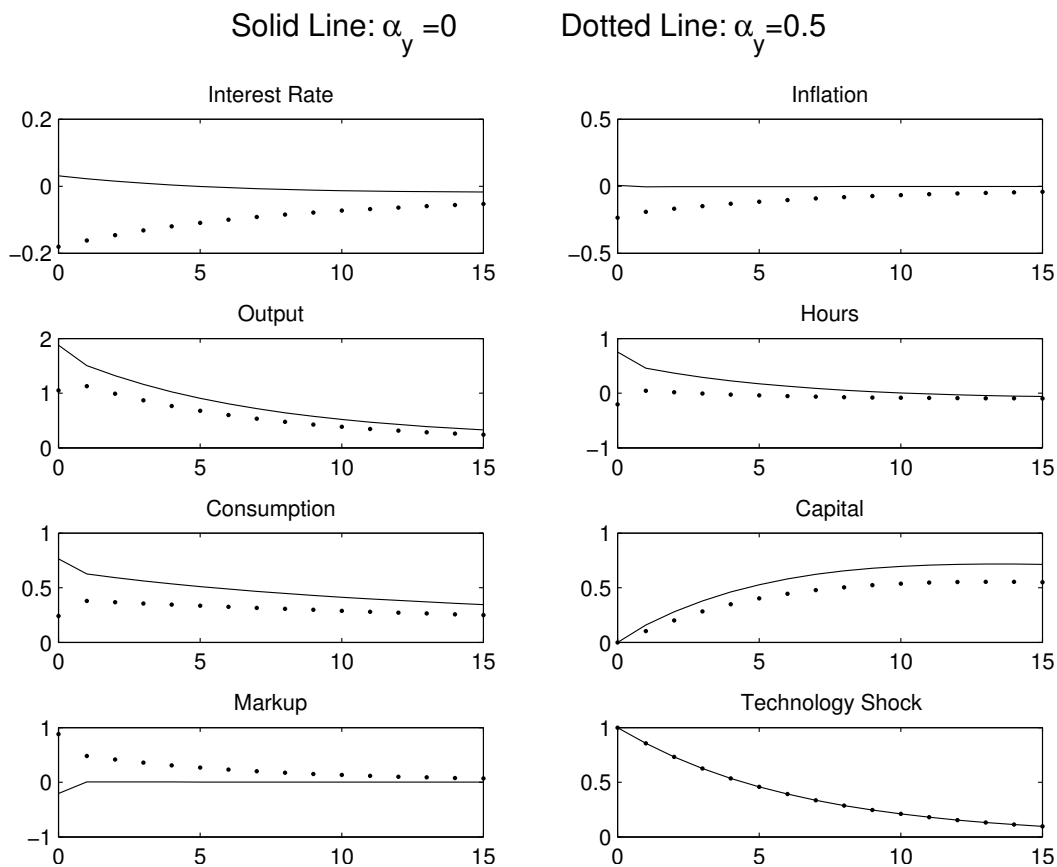 Solid Line: α_y =0 Dotted Line: α_y=0.5
Interest Rate
0.2
0
−0.2
0 5 10 15
Inflation
0.5
0
−0.5
0 5 10 15
Output
2
1
0
0 5 10 15
Hours
1
0
−1
0 5 10 15
Consumption
1
0.5
0
0 5 10 15
Capital
1
0.5
0
0 5 10 15
Markup
1
0
−1
0 5 10 15
Technology Shock
1
0.5
0
0 5 10 15